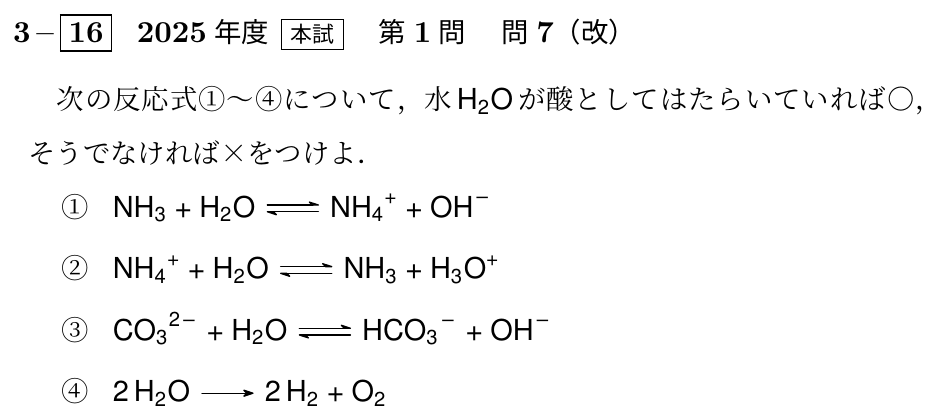 3–16 2025 年度 本試 第 1 問 問 7（改）
次の反応式①～④について，水 H₂O が酸としてはたらいていれば○，
そうでなければ×をつけよ．
① NH₃ + H₂O ⇌ NH₄⁺ + OH⁻
② NH₄⁺ + H₂O ⇌ NH₃ + H₃O⁺
③ CO₃²⁻ + H₂O ⇌ HCO₃⁻ + OH⁻
④ 2 H₂O ⟶ 2 H₂ + O₂